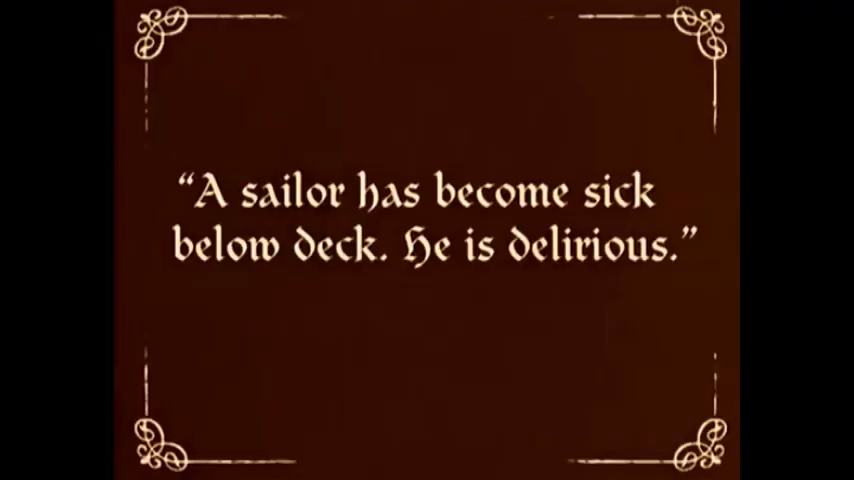 “A sailor has become sick
below deck. He is delirious.”